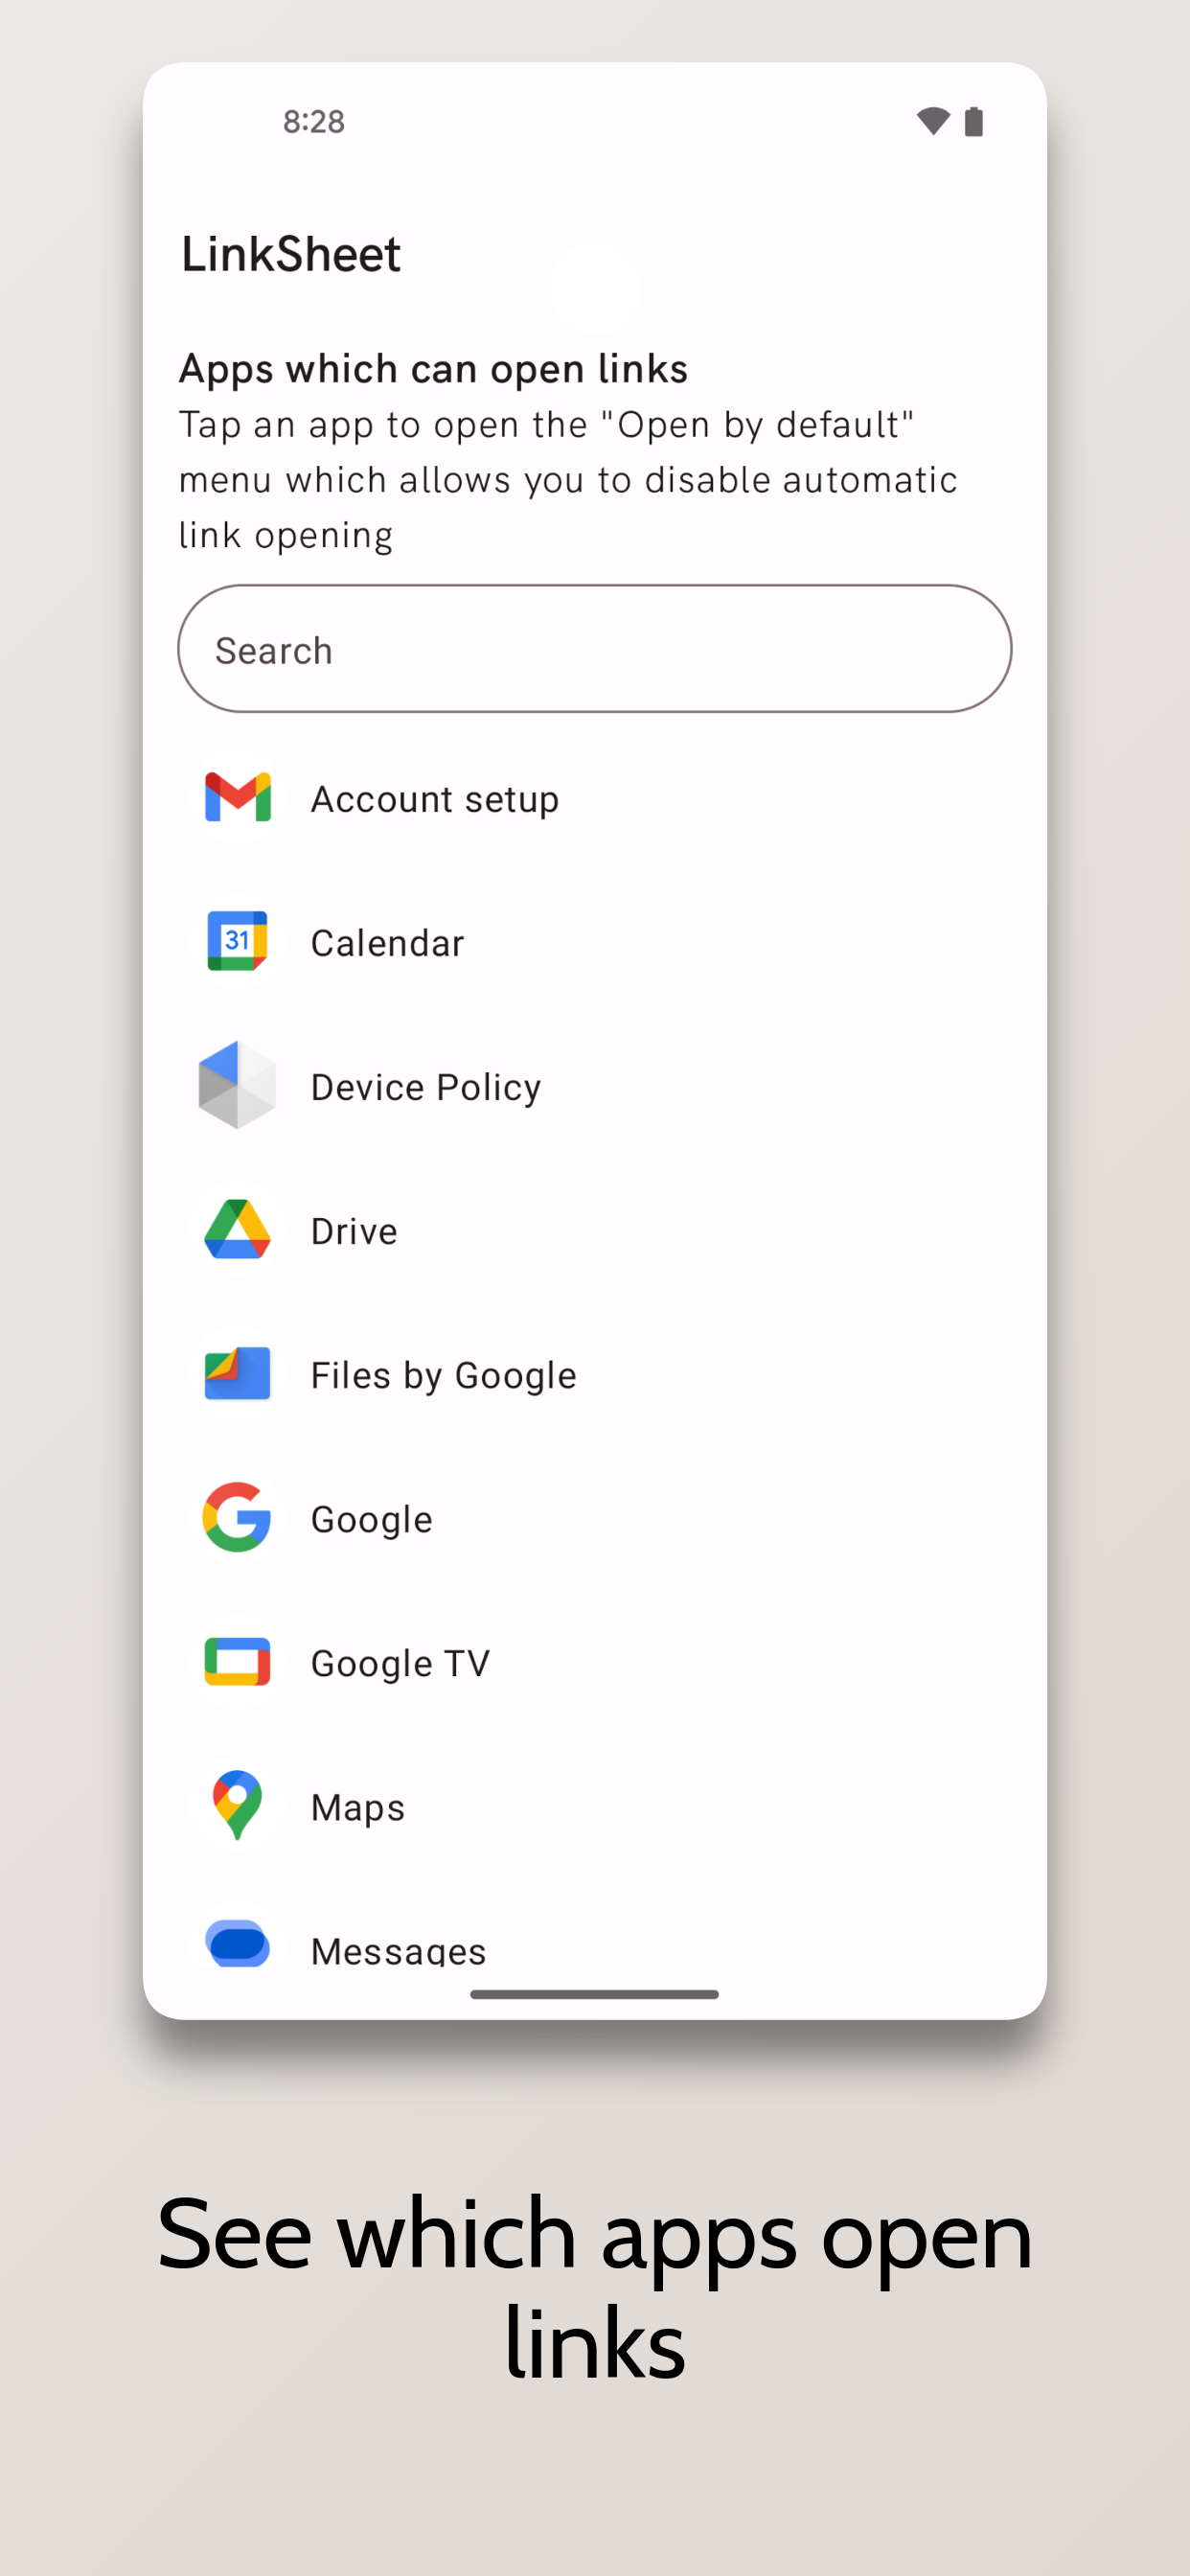 8:28
LinkSheet
Apps which can open links
Tap an app to open the "Open by default"
menu which allows you to disable automatic
link opening
Search
Account setup
31
Calendar
Device Policy
Drive
Files by Google
Google
Google TV
Maps
Messages
See which apps open
links